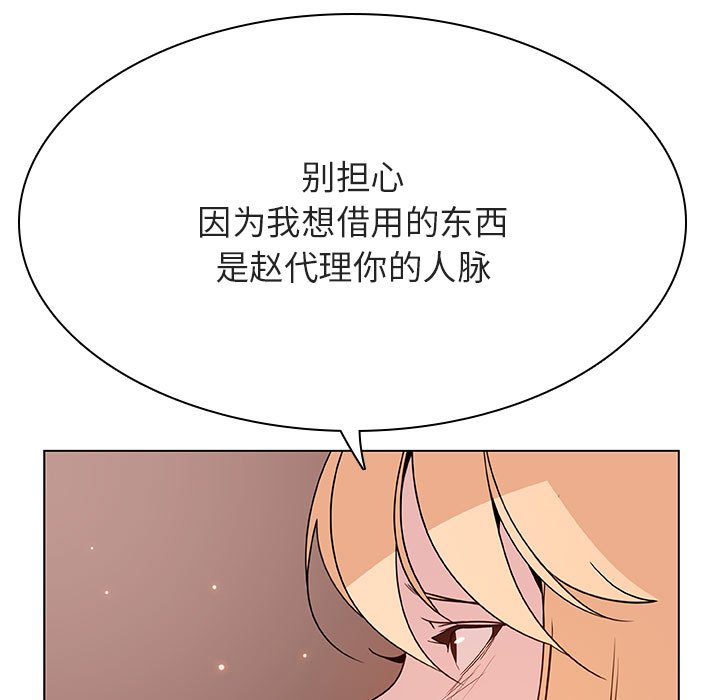 别担心
因为我想借用的东西
是赵代理你的人脉